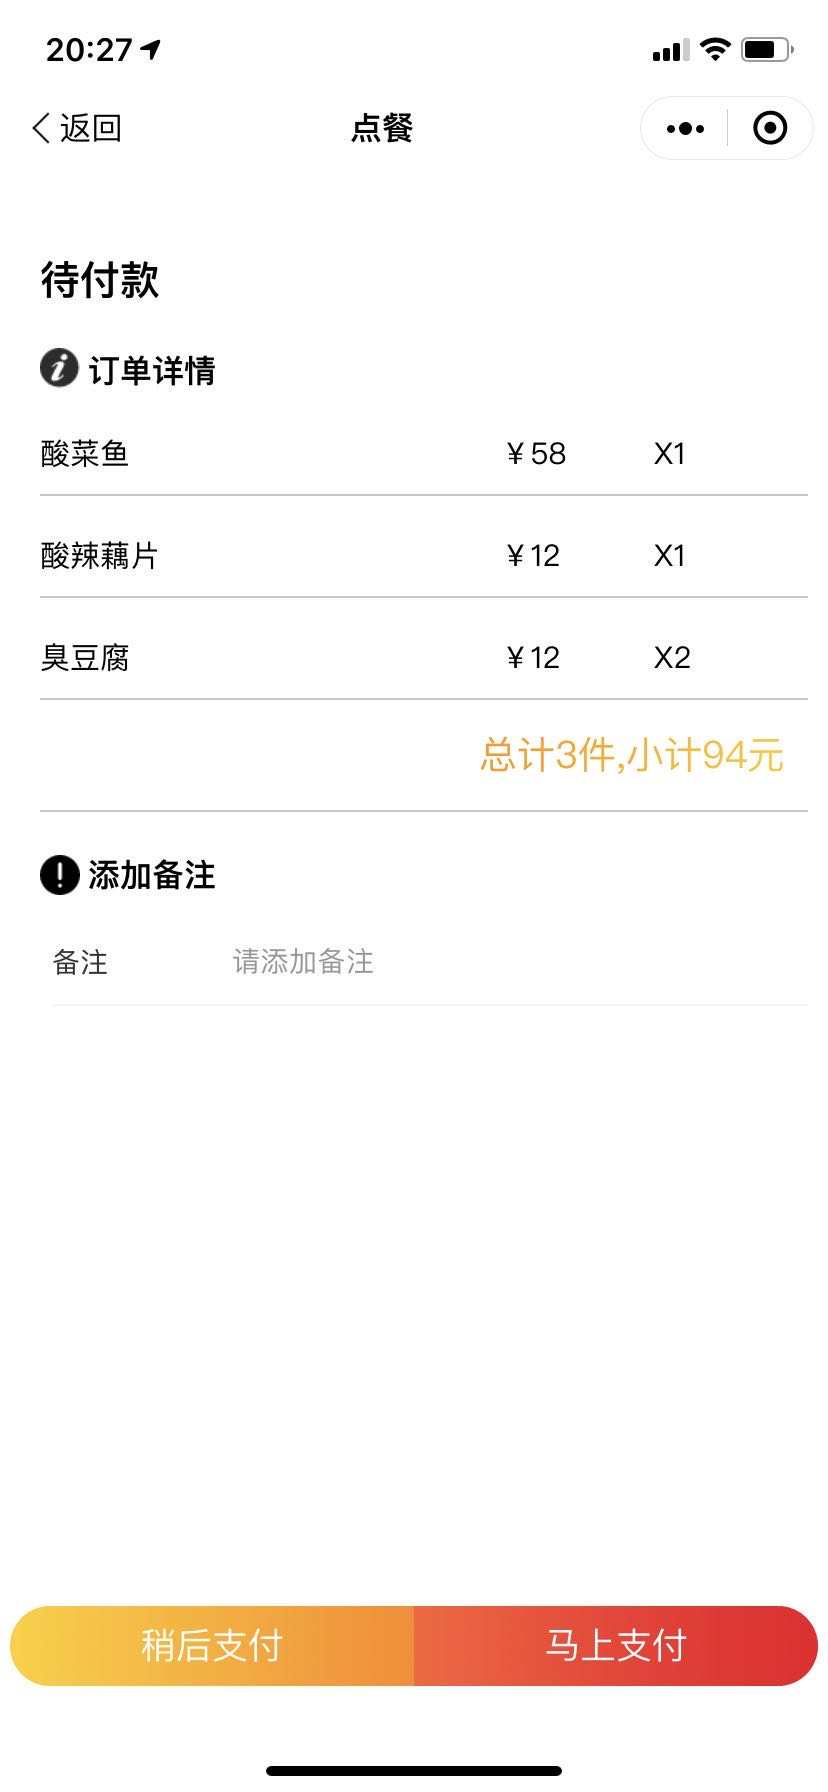 20:27
返回 点餐
待付款
订单详情
酸菜鱼 ¥58 X1
酸辣藕片 ¥12 X1
臭豆腐 ¥12 X2
总计3件,小计94元
添加备注
备注 请添加备注
稍后支付 马上支付